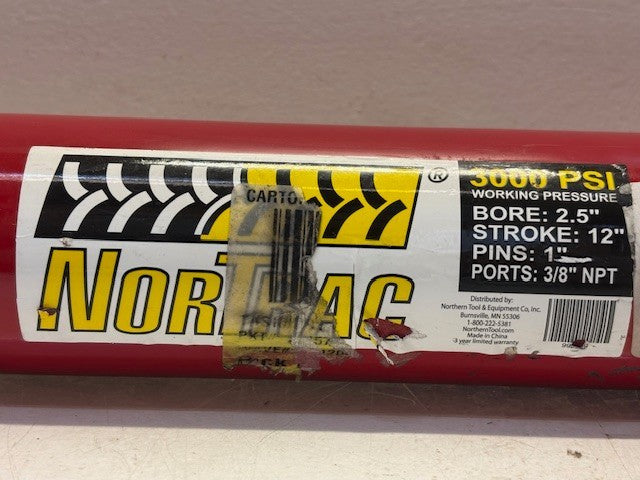 CARTO
®
NORTRAC
3000 PSI
WORKING PRESSURE
BORE: 2.5"
STROKE: 12"
PINS: 1"
PORTS: 3/8" NPT
Distributed by:
Northern Tool & Equipment Co, Inc.
Burnsville, MN 55306
1-800-222-5381
NorthernTool.com
Made in China
3 year limited warranty